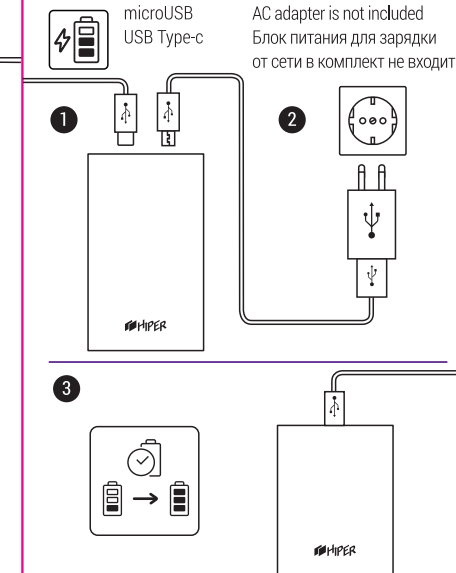 microUSB
USB Type-c
AC adapter is not included
Блок питания для зарядки
от сети в комплект не входит
1
2
HIPER
3
HIPER